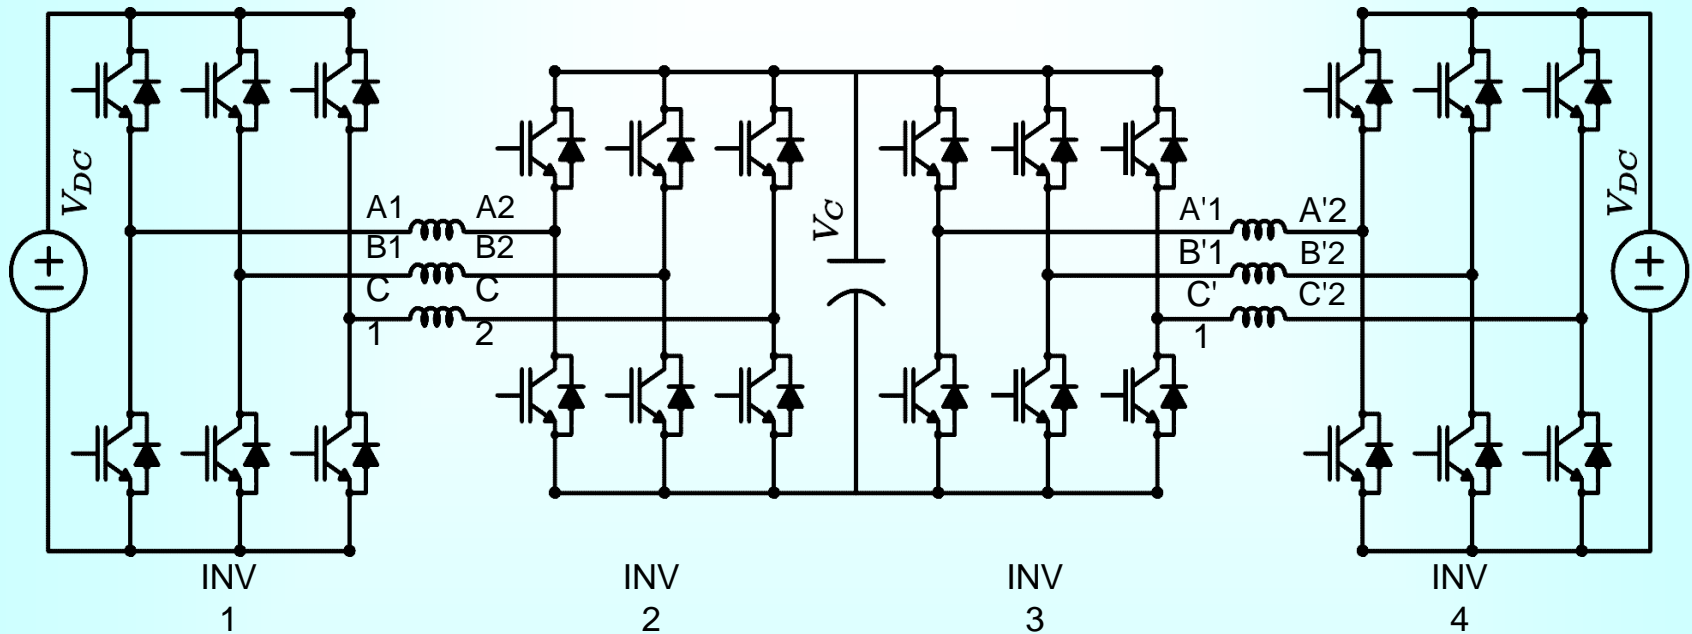 V_DC
V_C
V_DC
A1 A2
B1 B2
C C
1 2
A'1 A'2
B'1 B'2
C' C'2
1
INV
1
INV
2
INV
3
INV
4